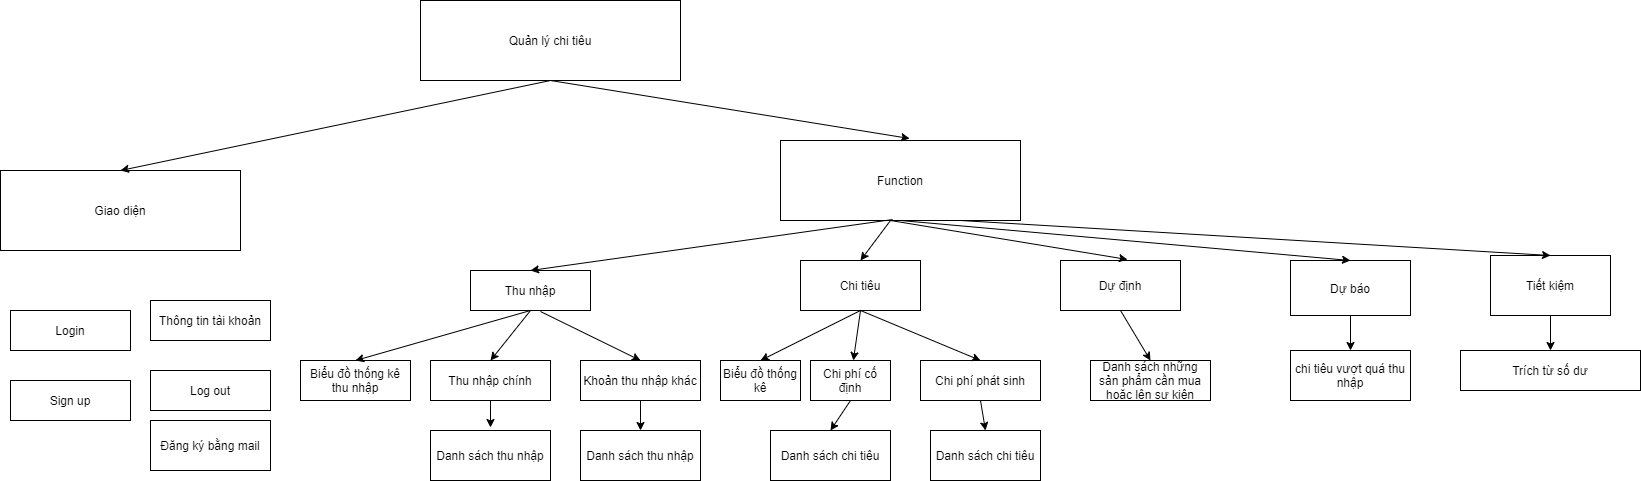 Quản lý chi tiêu
Giao diện
Function
Thu nhập
Chi tiêu
Dự định
Dự báo
Tiết kiệm
Login
Thông tin tải khoản
Sign up
Log out
Đăng ký bằng mail
Biểu đồ thống kê
thu nhập
Thu nhập chính
Khoản thu nhập khác
Biểu đồ thống
kê
Chi phí cố
định
Chi phí phát sinh
Danh sách những
sản phẩm cần mua
hoặc lên sự kiện
chi tiêu vượt quá thu
nhập
Trích từ số dư
Danh sách thu nhập
Danh sách thu nhập
Danh sách chi tiêu
Danh sách chi tiêu